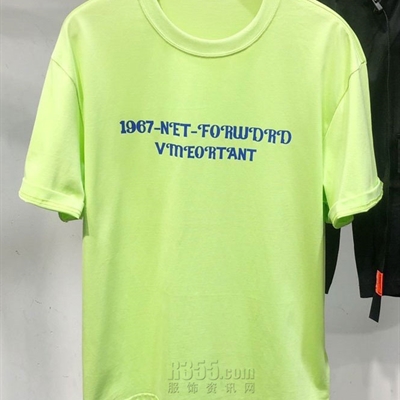 1967-NET-FORWDRD
VMEORTANT
K355.com
服饰资讯网